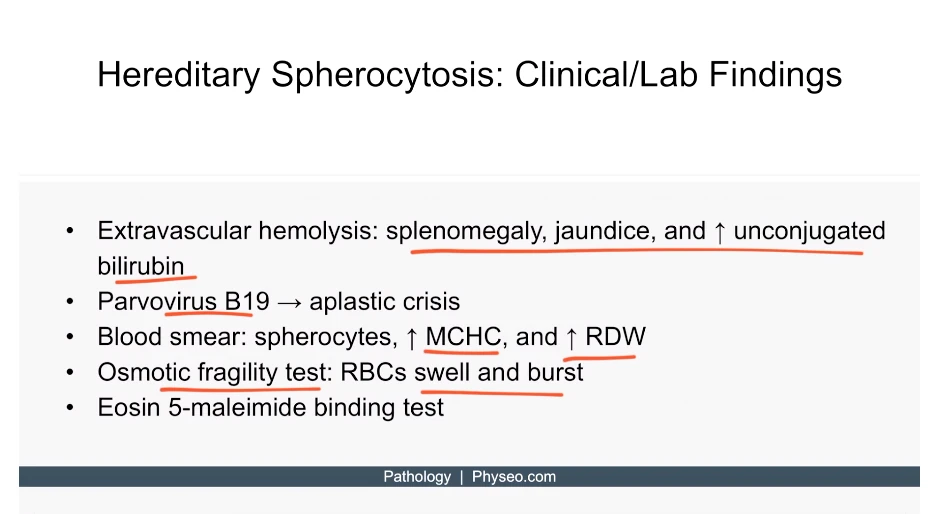 Hereditary Spherocytosis: Clinical/Lab Findings
• Extravascular hemolysis: splenomegaly, jaundice, and ↑ unconjugated
bilirubin
• Parvovirus B19 → aplastic crisis
• Blood smear: spherocytes, ↑ MCHC, and ↑ RDW
• Osmotic fragility test: RBCs swell and burst
• Eosin 5-maleimide binding test
Pathology | Physeo.com